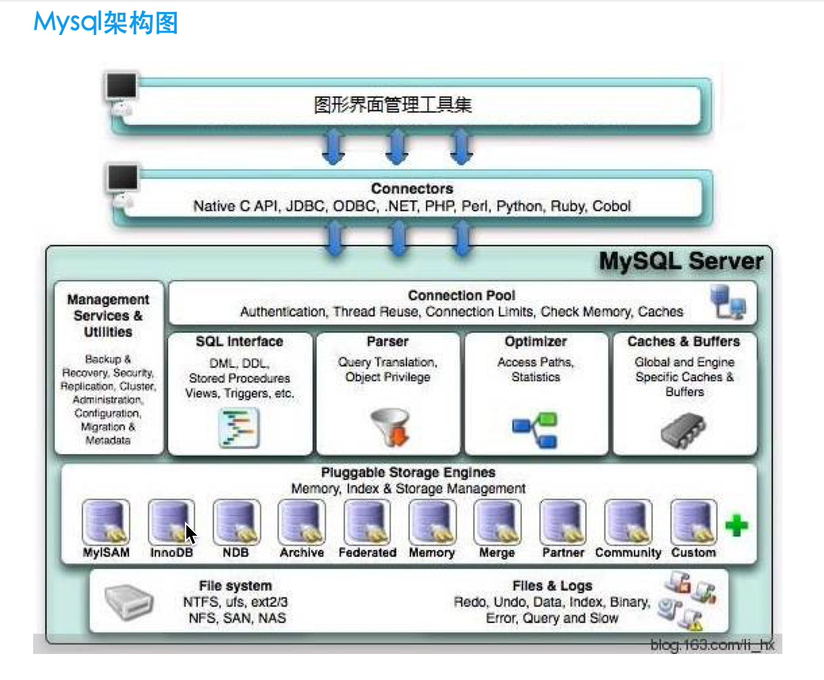 Mysql架构图
图形界面管理工具集
Connectors
Native C API, JDBC, ODBC, .NET, PHP, Perl, Python, Ruby, Cobol
MySQL Server
Management
Services &
Utilities
Backup &
Recovery, Security,
Replication, Cluster,
Administration,
Configuration,
Migration &
Metadata
Connection Pool
Authentication, Thread Reuse, Connection Limits, Check Memory, Caches
SQL Interface
DML, DDL,
Stored Procedures
Views, Triggers, etc.
Parser
Query Translation,
Object Privilege
Optimizer
Access Paths,
Statistics
Caches & Buffers
Global and Engine
Specific Caches &
Buffers
Pluggable Storage Engines
Memory, Index & Storage Management
MyISAM InnoDB NDB Archive Federated Memory Merge Partner Community Custom
File system
NTFS, ufs, ext2/3
NFS, SAN, NAS
Files & Logs
Redo, Undo, Data, Index, Binary,
Error, Query and Slow
blog.163.com/li_hx